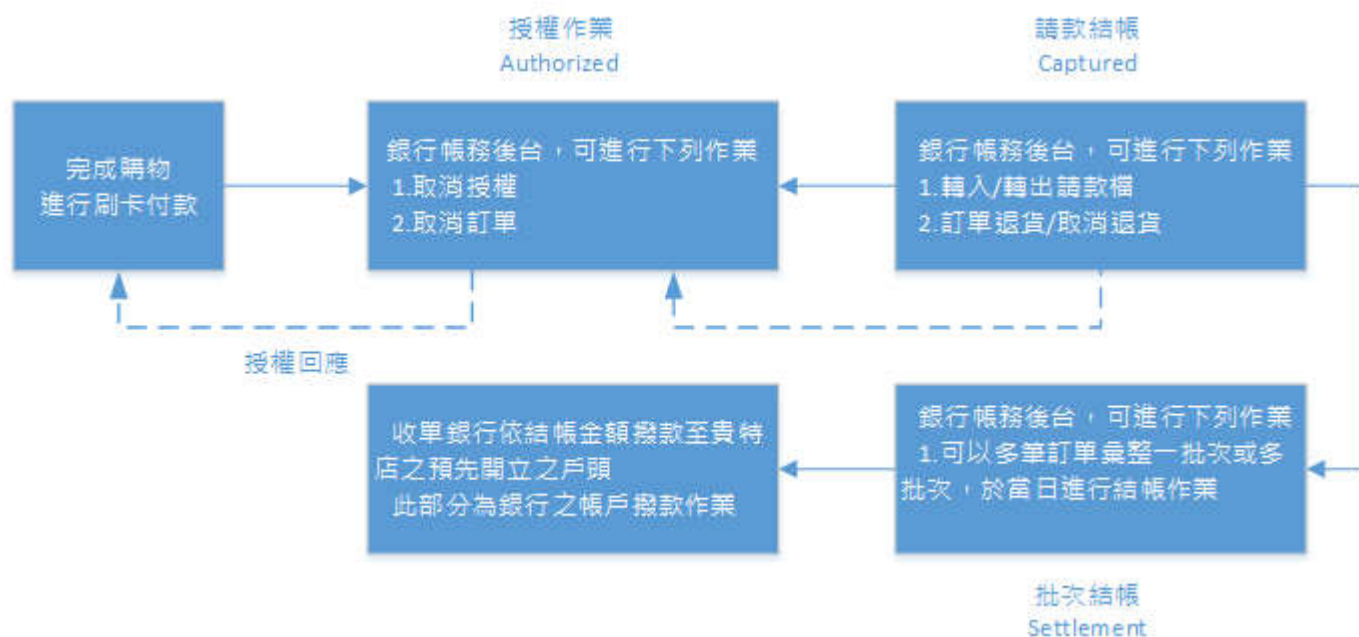 授權作業
Authorized
請款結帳
Captured
完成購物
進行刷卡付款
銀行帳務後台，可進行下列作業
1.取消授權
2.取消訂單
銀行帳務後台，可進行下列作業
1.轉入/轉出請款檔
2.訂單退貨/取消退貨
授權回應
收單銀行依結帳金額撥款至貴特
店之預先開立之戶頭
此部分為銀行之帳戶撥款作業
銀行帳務後台，可進行下列作業
1.可以多筆訂單彙整一批次或多
批次，於當日進行結帳作業
批次結帳
Settlement